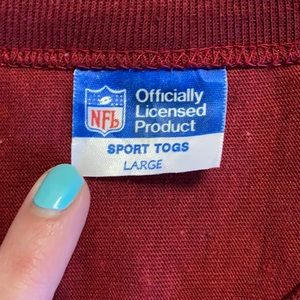 NFL
Officially
Licensed
Product
SPORT TOGS
LARGE